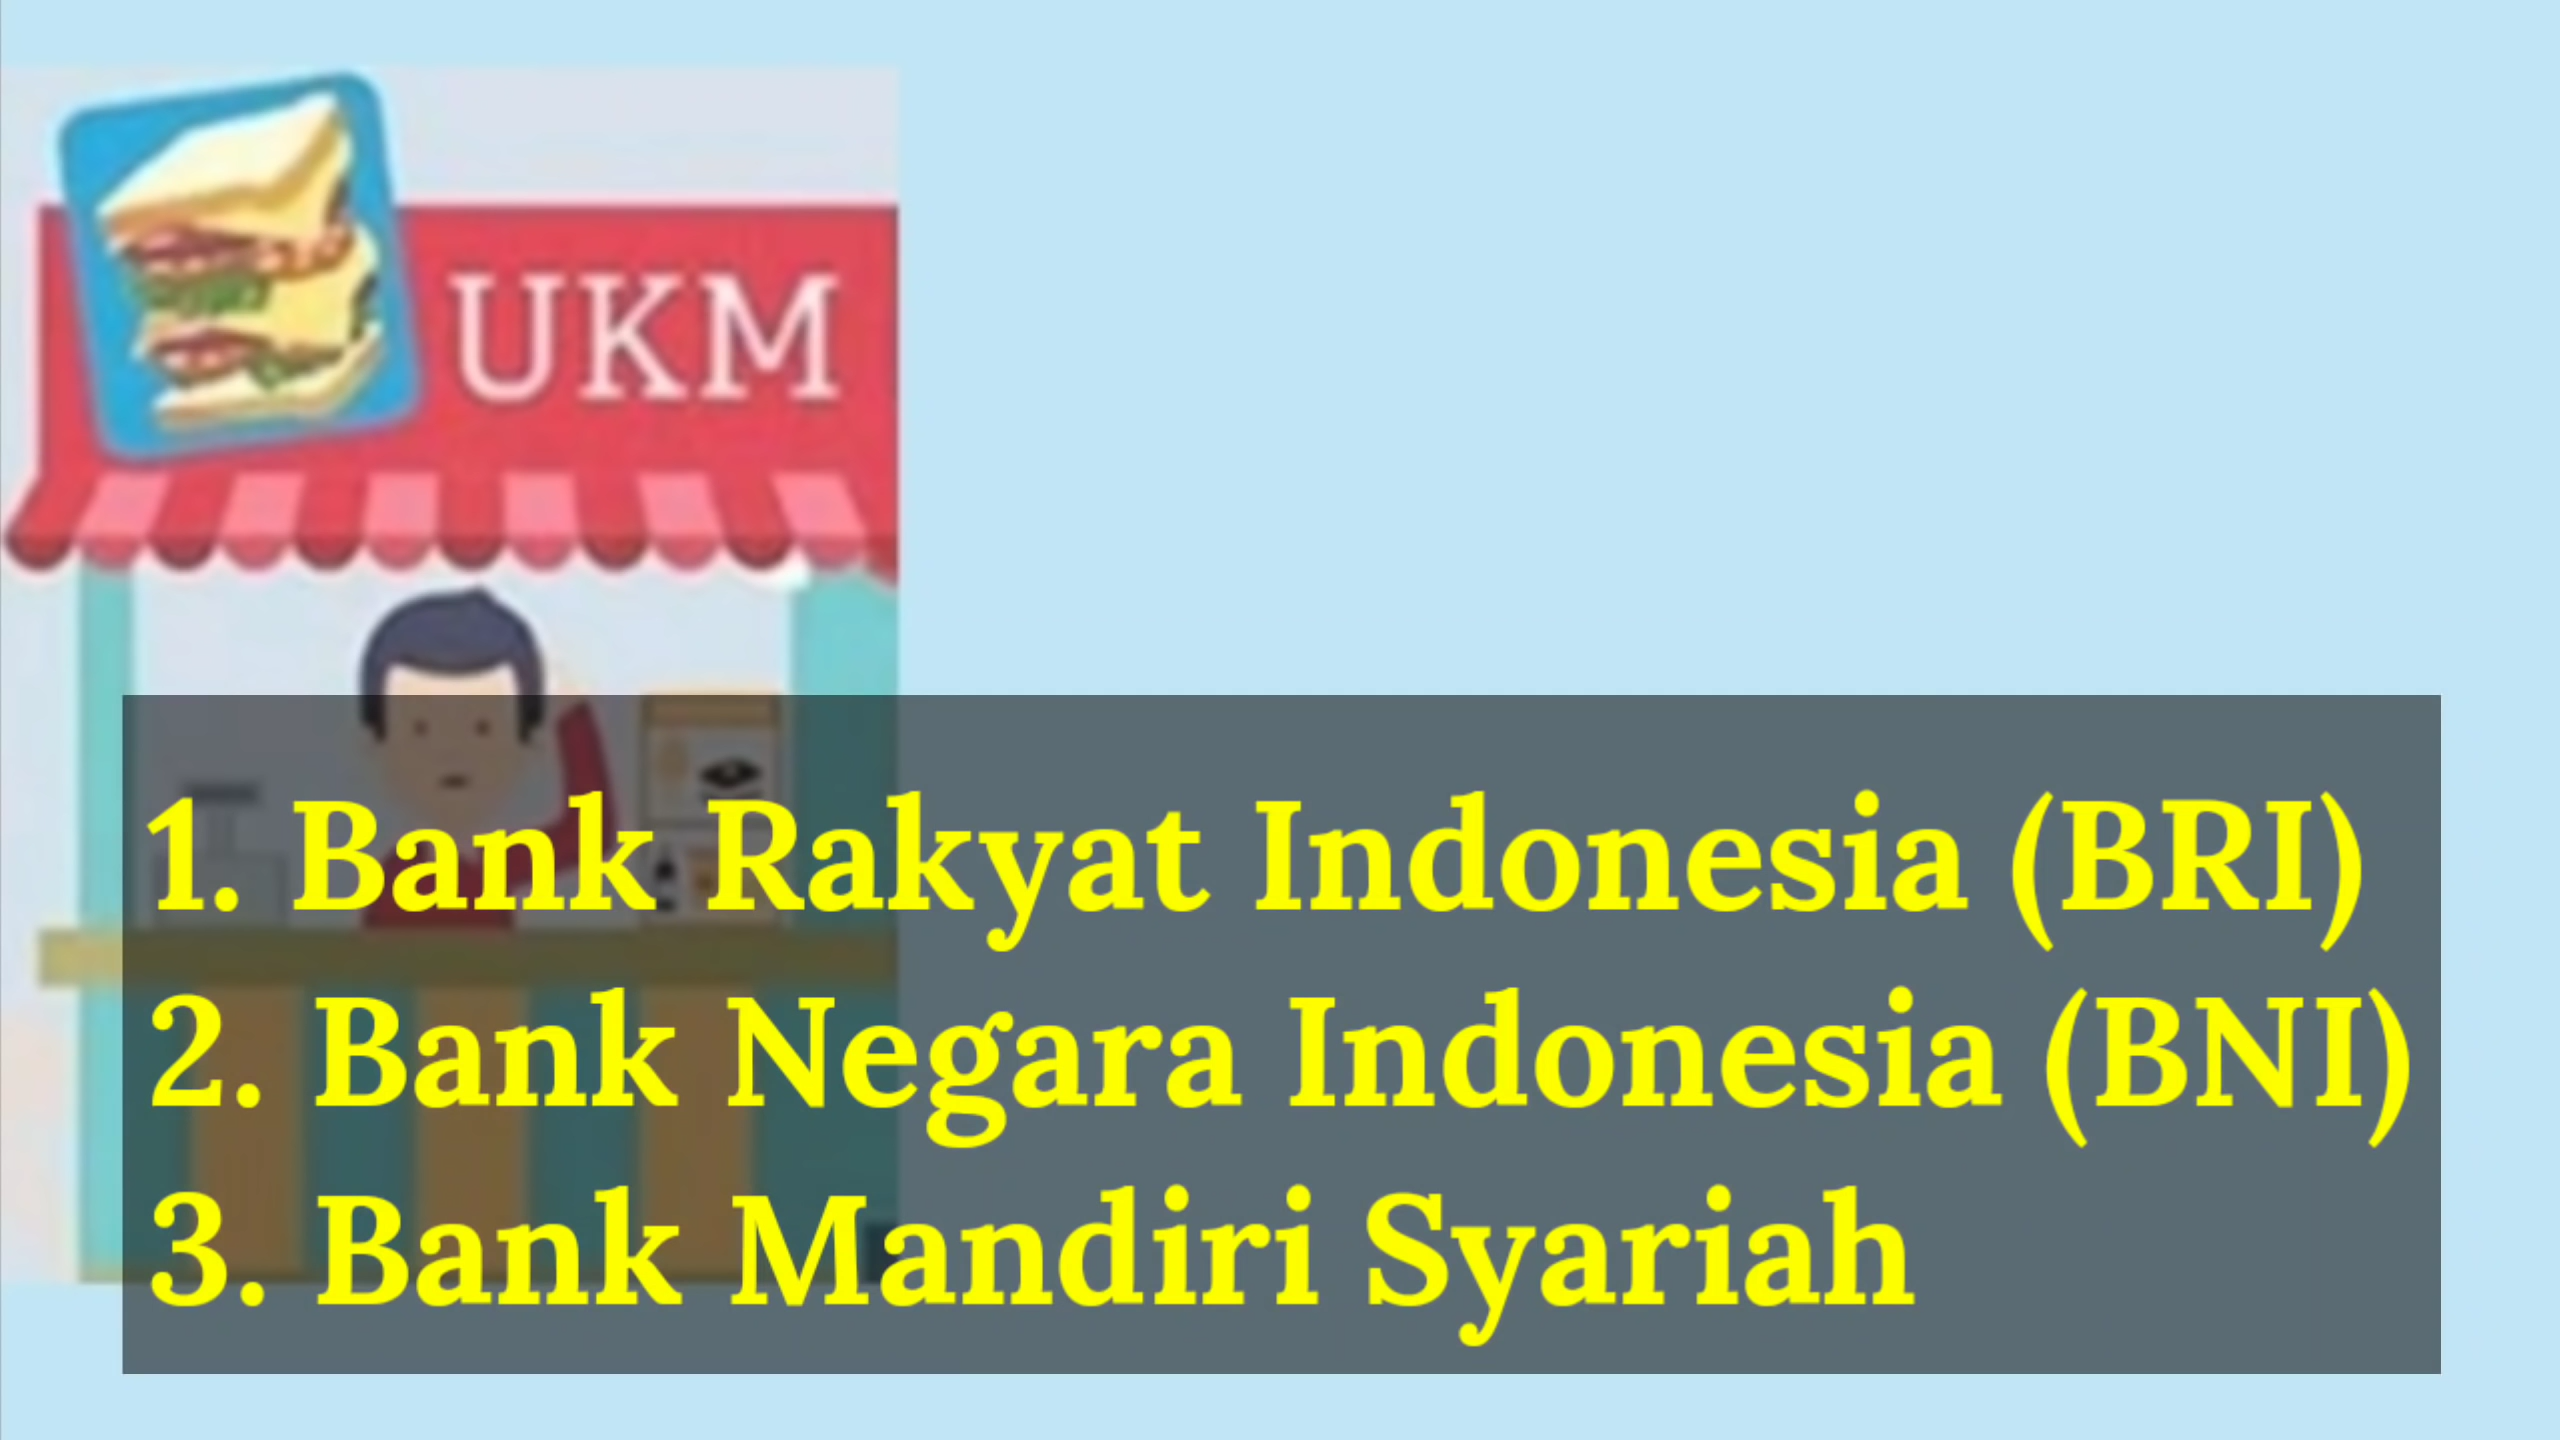 UKM
1. Bank Rakyat Indonesia (BRI)
2. Bank Negara Indonesia (BNI)
3. Bank Mandiri Syariah